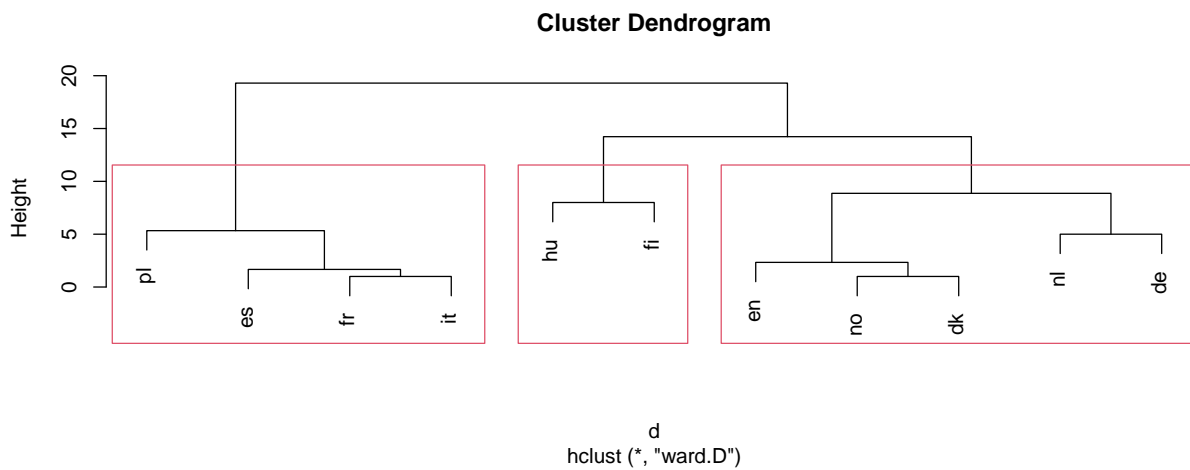 Cluster Dendrogram
Height
20
15
10
5
0
pl
es
fr
it
hu
fi
en
no
dk
nl
de
d
hclust (*, "ward.D")